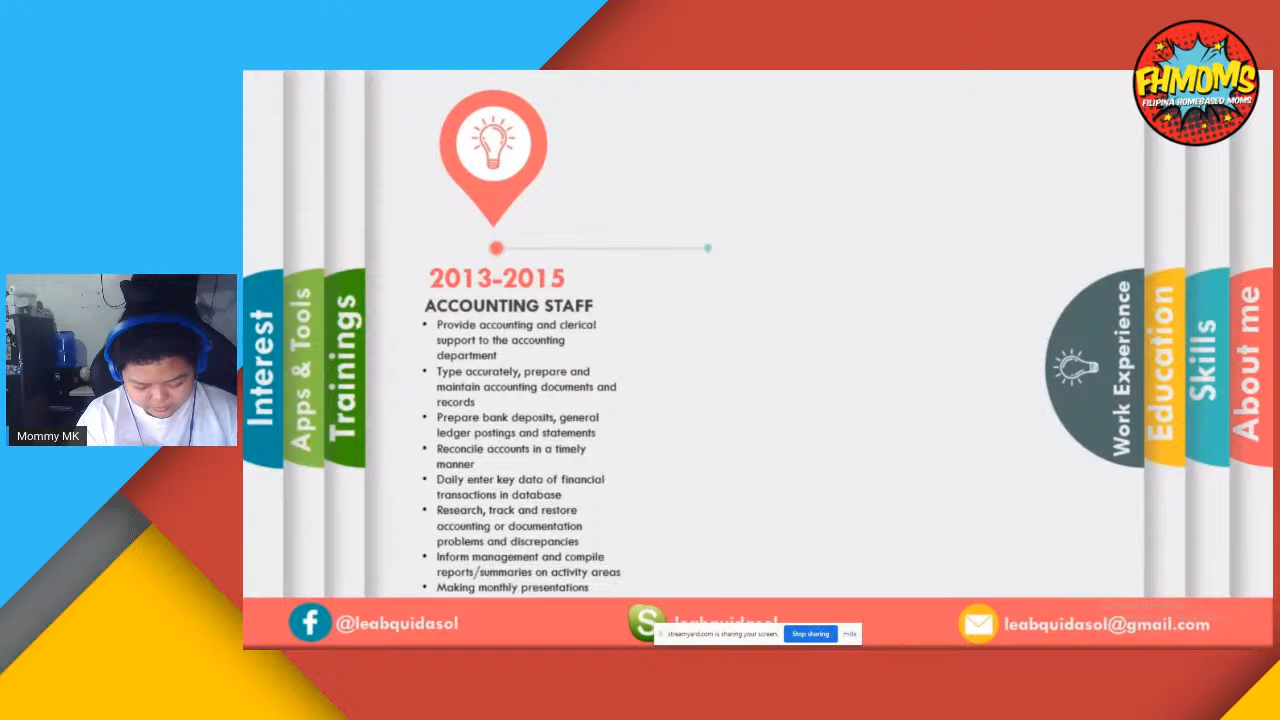 FHMOMS
FILIPINA HOMEBASED MOMS
Mommy MK
Interest
Apps & Tools
Trainings
2013-2015
ACCOUNTING STAFF
• Provide accounting and clerical
support to the accounting
department
• Type accurately, prepare and
maintain accounting documents and
records
• Prepare bank deposits, general
ledger postings and statements
• Reconcile accounts in a timely
manner
• Daily enter key data of financial
transactions in database
• Research, track and restore
accounting or documentation
problems and discrepancies
• Inform management and compile
reports/summaries on activity areas
• Making monthly presentations
Work Experience
Education
Skills
About me
f @leabquidasol
S leabquidasol
leabquidasol@gmail.com
streamyard.com is sharing your screen. Stop sharing Hide